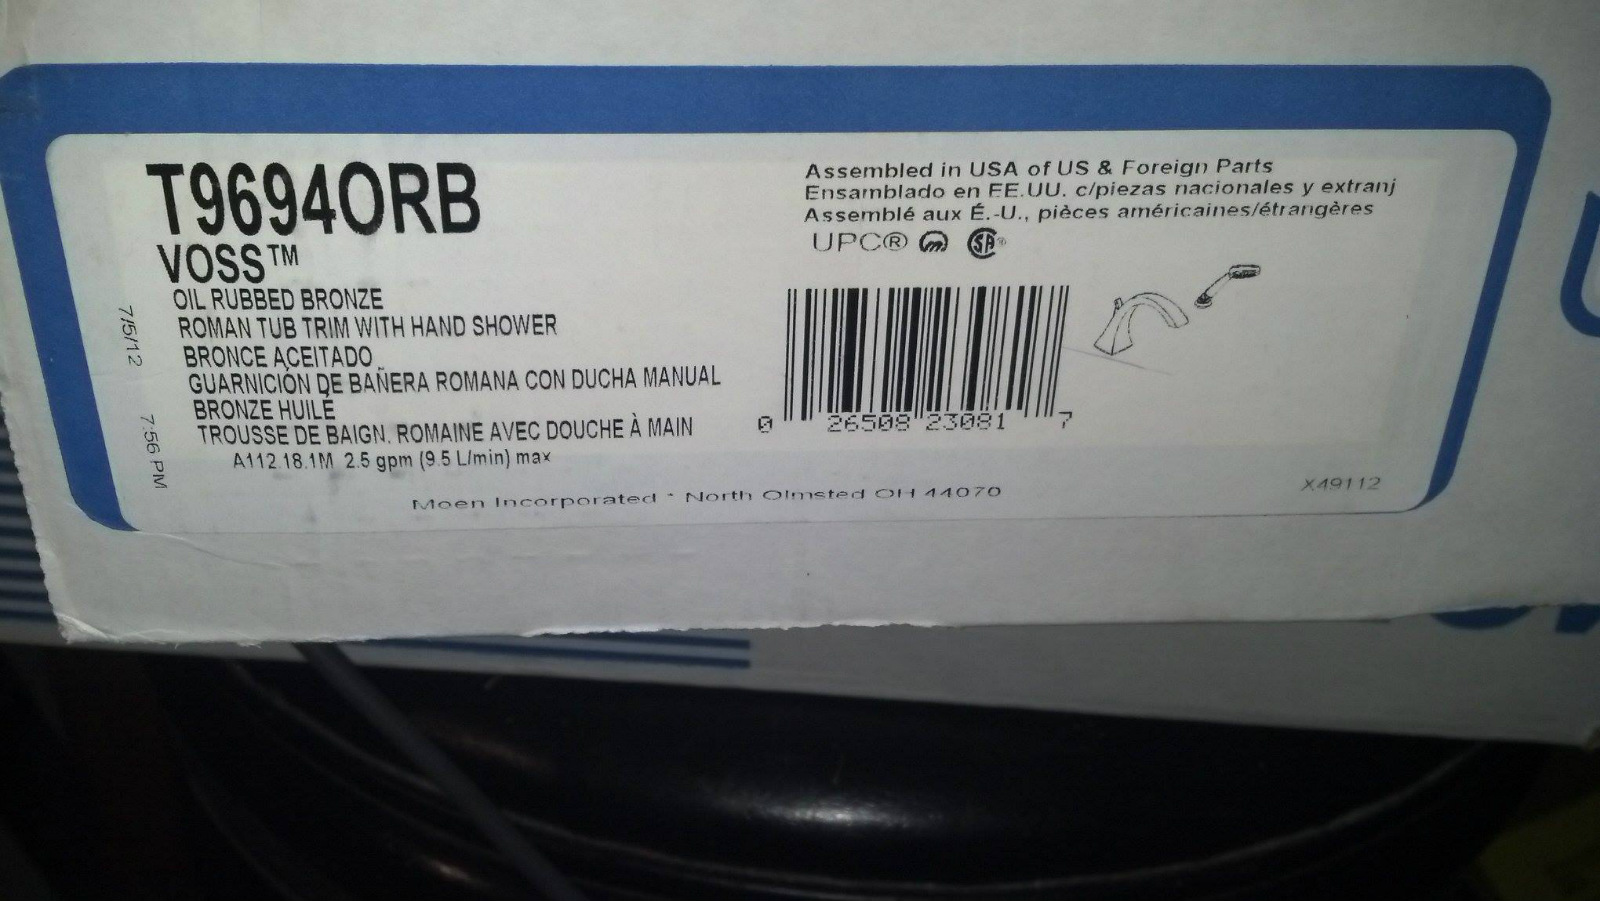 T9694ORB
VOSS™
OIL RUBBED BRONZE
ROMAN TUB TRIM WITH HAND SHOWER
BRONCE ACEITADO
GUARNICIÓN DE BAÑERA ROMANA CON DUCHA MANUAL
BRONZE HUILÉ
TROUSSE DE BAIGN. ROMAINE AVEC DOUCHE À MAIN
A112.18.1M 2.5 gpm (9.5 L/min) max
7/5/12 7:56 PM
Assembled in USA of US & Foreign Parts
Ensamblado en EE.UU. c/piezas nacionales y extranj
Assemblé aux É.-U., pièces américaines/étrangères
UPC® SA®
0 26508 23081 7
Moen Incorporated * North Olmsted OH 44070
X49112